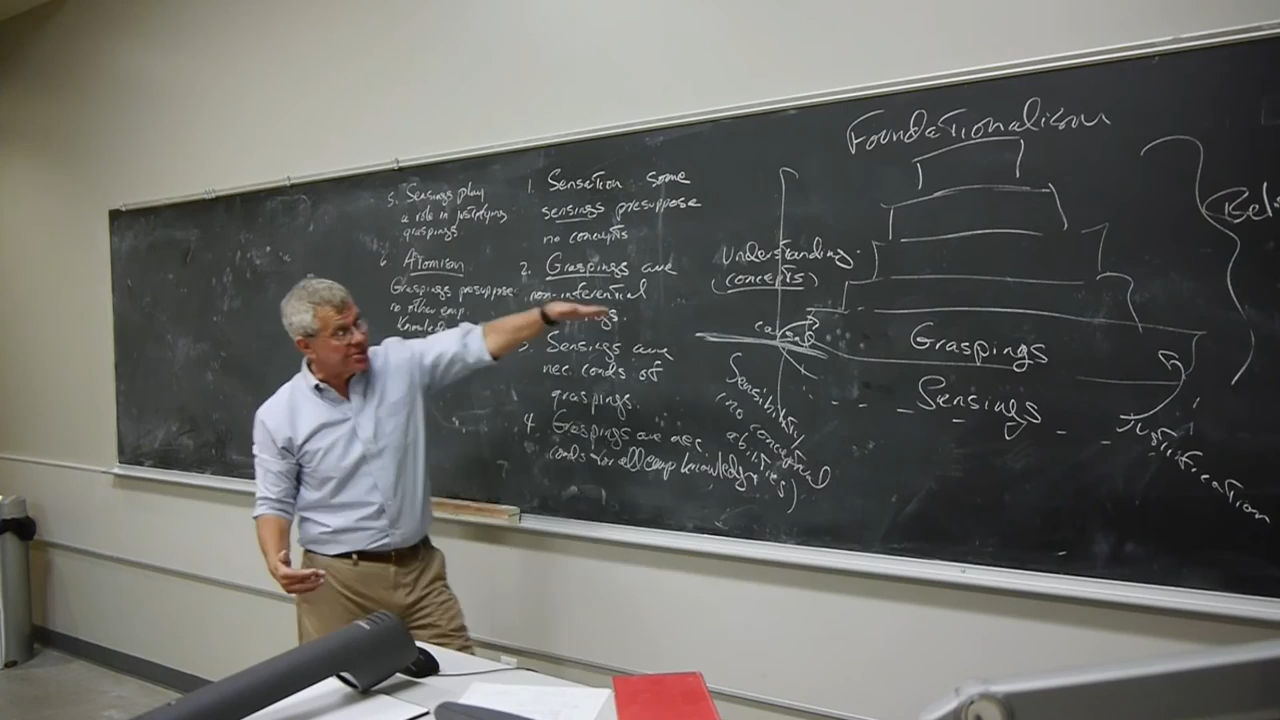 5. Sensings play
a role in justifying
graspings.
6. Atomism
Graspings presuppose
no other emp.
1. Sensation some
sensings presuppose
no concepts
2. Graspings are
non-inferential
3. Sensings are
nec. conds of
graspings.
4. Graspings are nec.
conds for all emp knowledge
Understanding
(concepts)
causal
Sensibility
(no conceptual
abilities)
Foundationalism
Graspings
Sensings
Justification